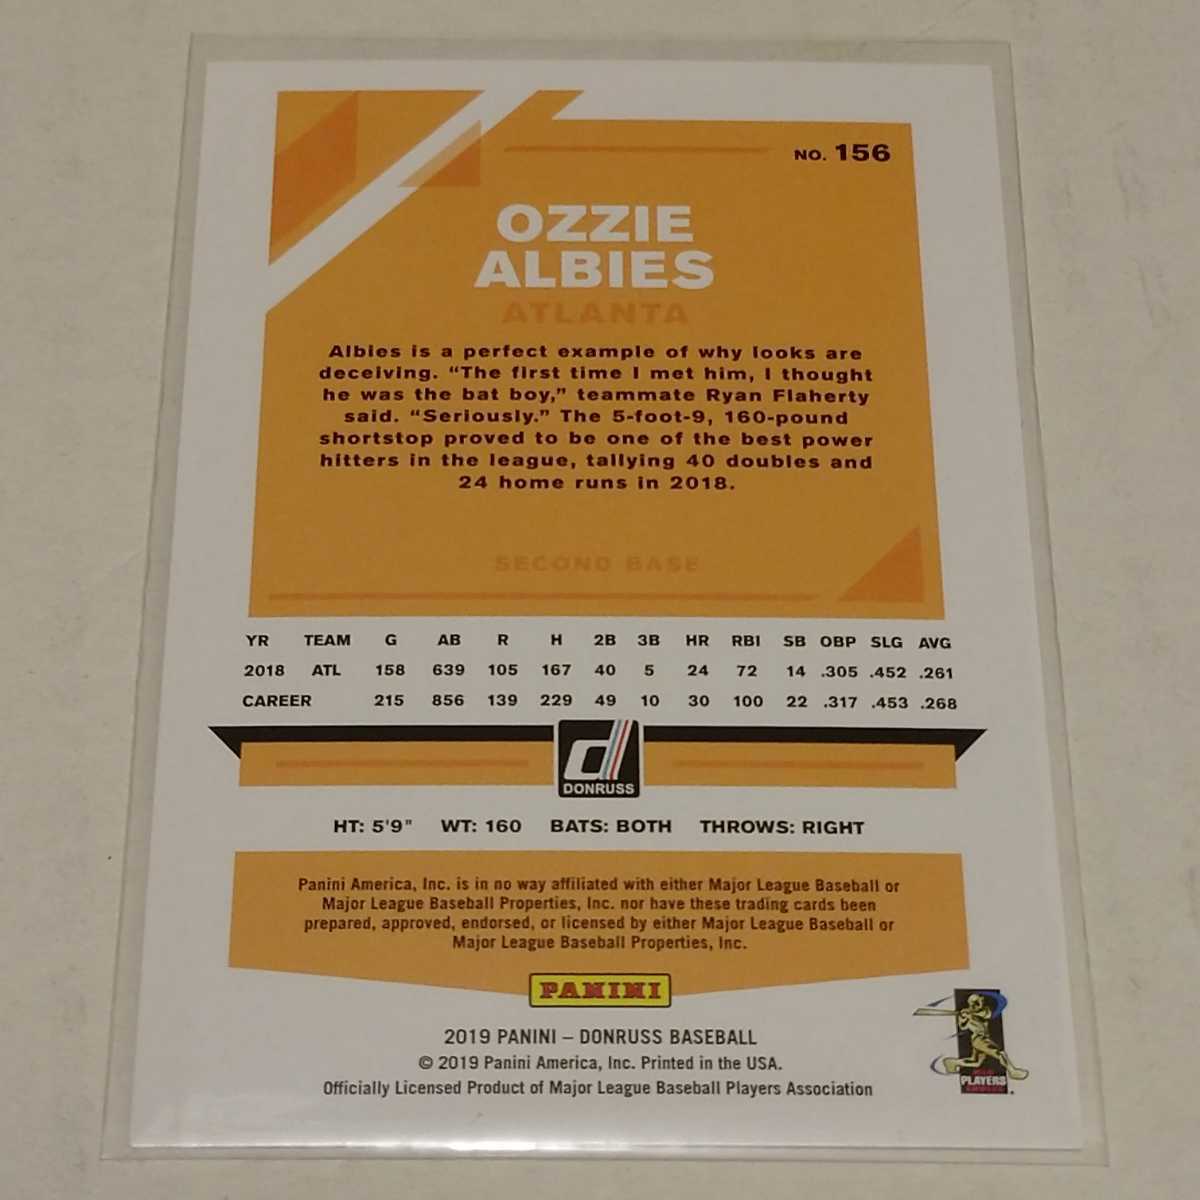 NO. 156
OZZIE
ALBIES
ATLANTA
Albies is a perfect example of why looks are
deceiving. “The first time I met him, I thought
he was the bat boy,” teammate Ryan Flaherty
said. “Seriously.” The 5-foot-9, 160-pound
shortstop proved to be one of the best power
hitters in the league, tallying 40 doubles and
24 home runs in 2018.
SECOND BASE
YR TEAM G AB R H 2B 3B HR RBI SB OBP SLG AVG
2018 ATL 158 639 105 167 40 5 24 72 14 .305 .452 .261
CAREER 215 856 139 229 49 10 30 100 22 .317 .453 .268
d
DONRUSS
HT: 5'9" WT: 160 BATS: BOTH THROWS: RIGHT
Panini America, Inc. is in no way affiliated with either Major League Baseball or
Major League Baseball Properties, Inc. nor have these trading cards been
prepared, approved, endorsed, or licensed by either Major League Baseball or
Major League Baseball Properties, Inc.
PANINI
2019 PANINI – DONRUSS BASEBALL
© 2019 Panini America, Inc. Printed in the USA.
Officially Licensed Product of Major League Baseball Players Association
PLAYERS